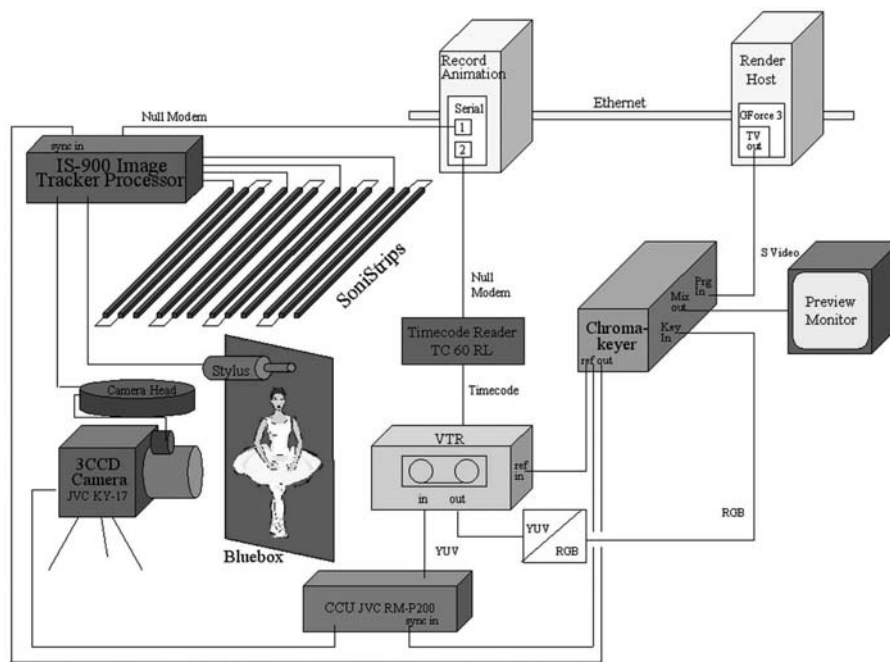 Record
Animation
Serial
1
2
Render
Host
GForce 3
TV
out
Ethernet
Null Modem
sync in
IS-900 Image
Tracker Processor
SoniStrips
S Video
Prg
In
Mix
out
Key
In
Chroma-
keyer
ref out
Preview
Monitor
Null
Modem
Timecode Reader
TC 60 RL
Timecode
Stylus
Camera Head
3CCD
Camera
JVC KY-17
Bluebox
VTR
ref
in
in
out
YUV
YUV
RGB
RGB
CCU JVC RM-P200
sync in